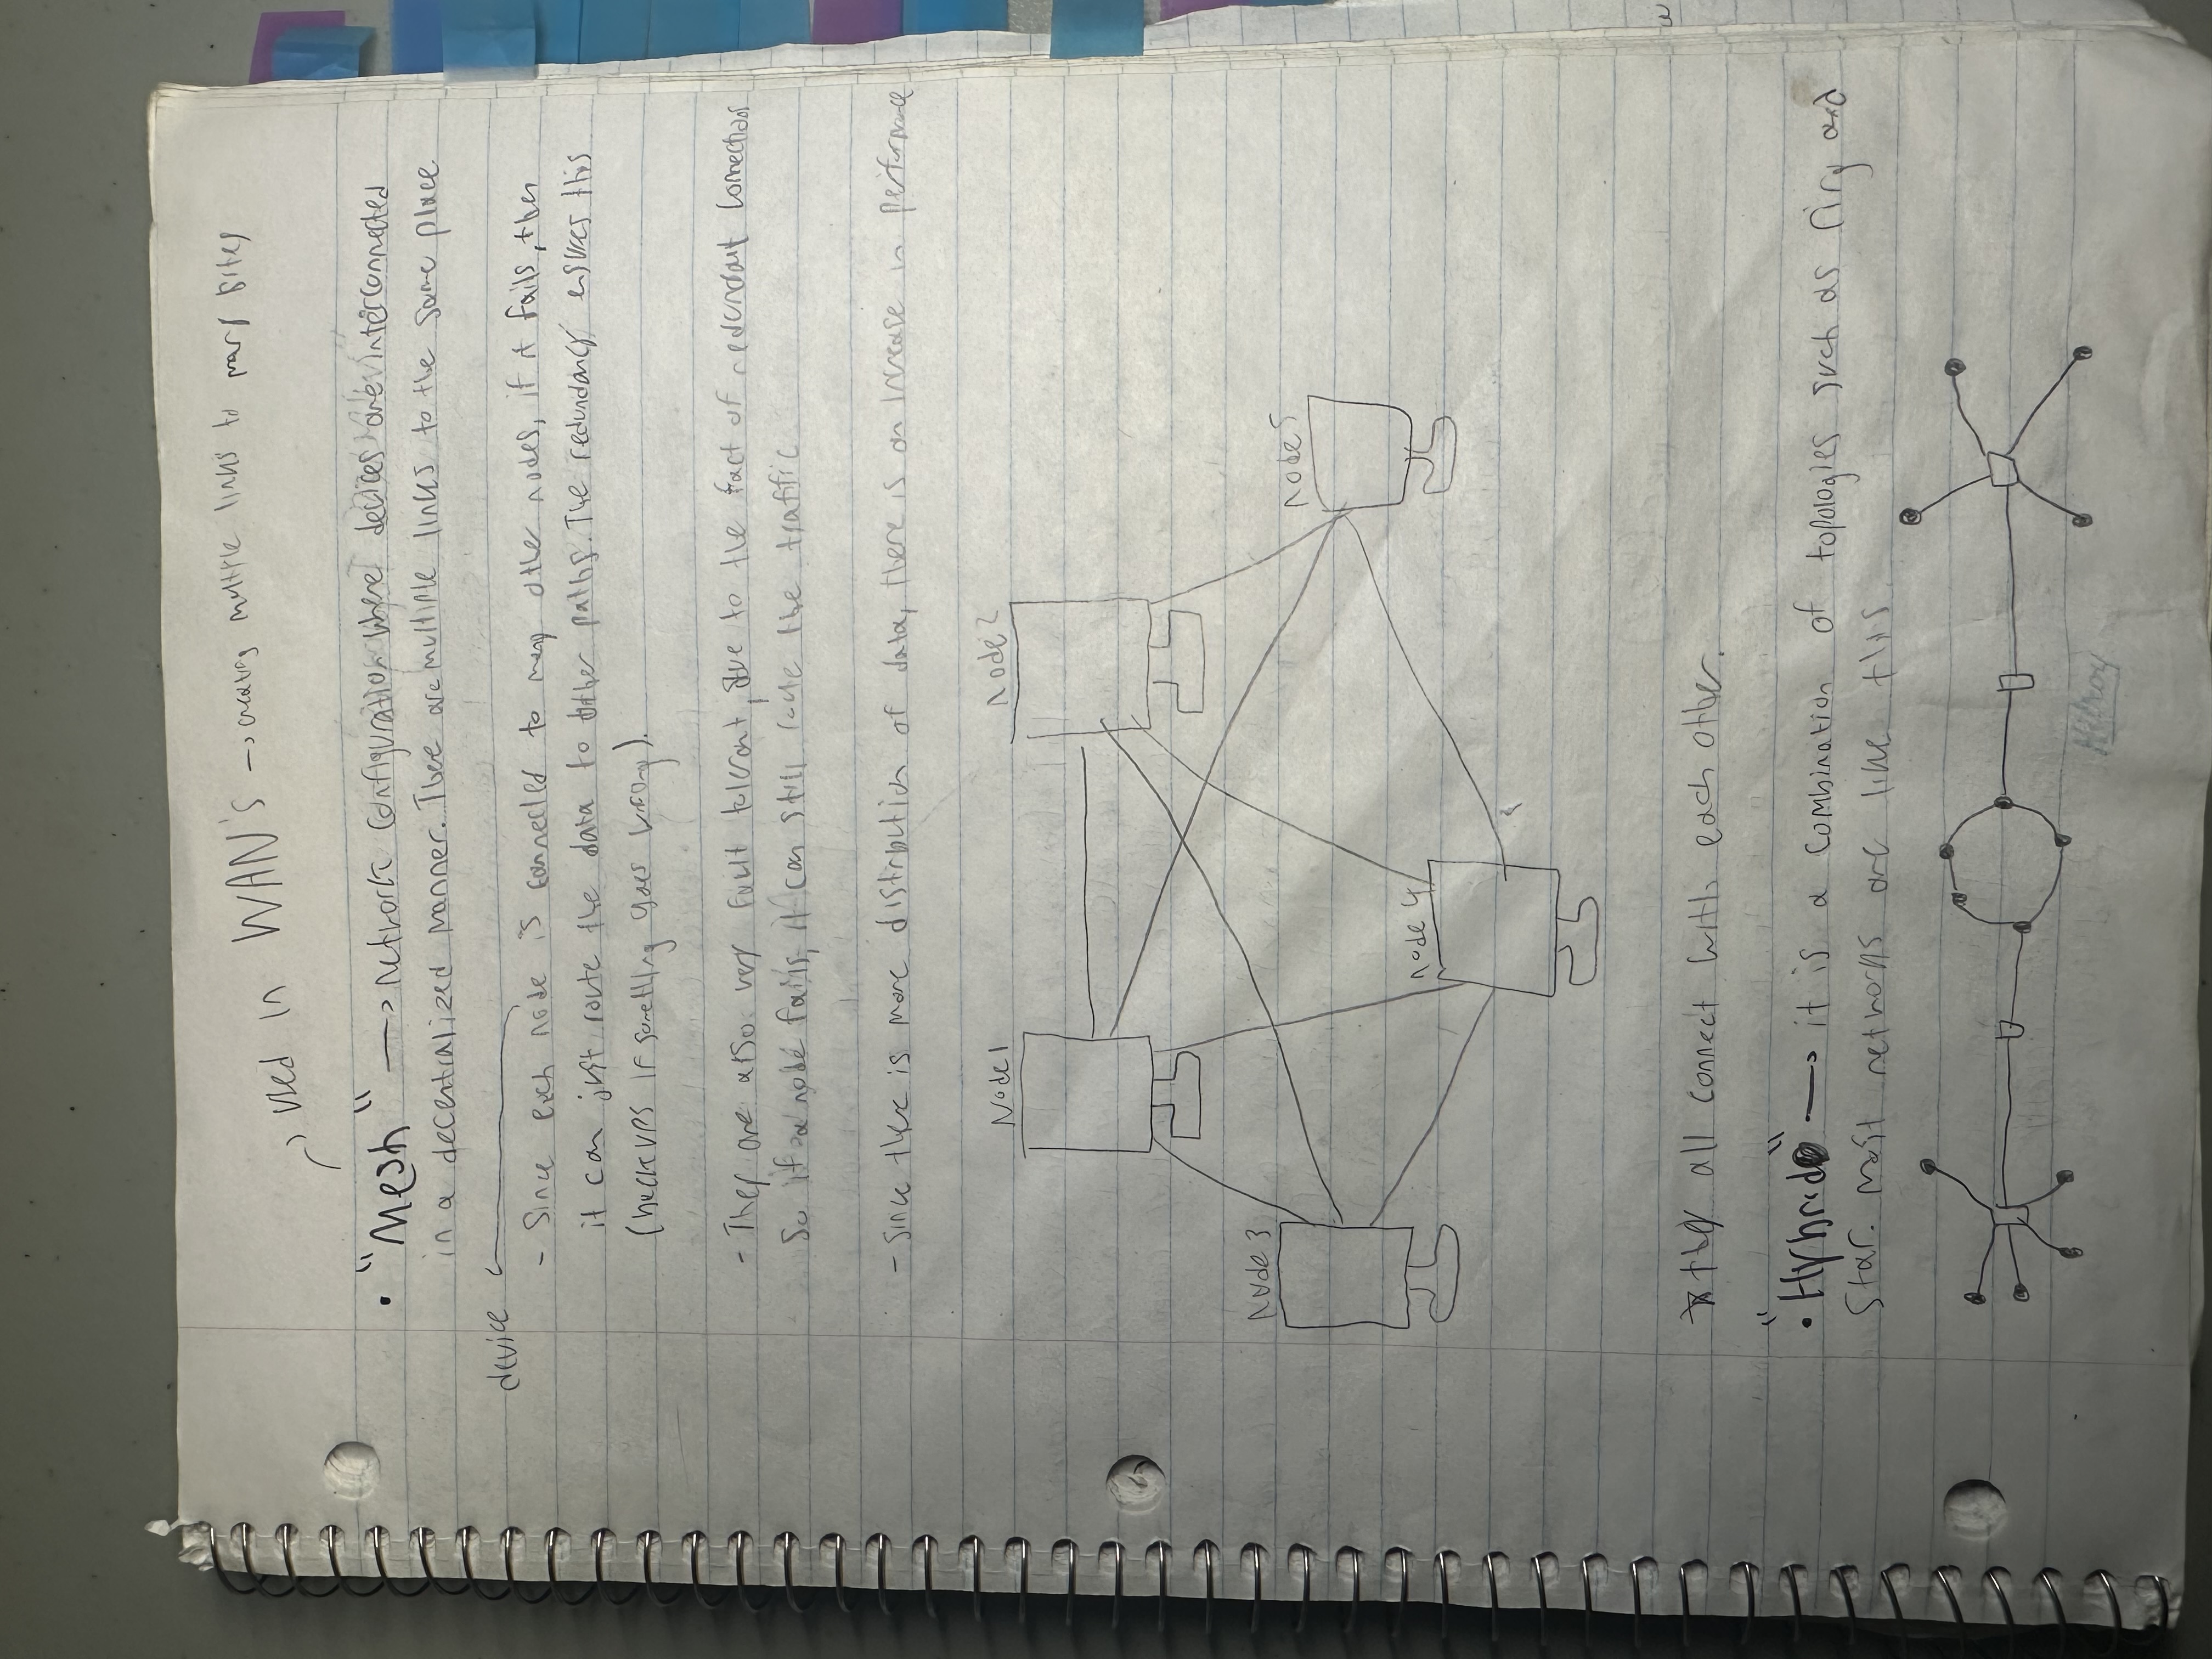 used in WAN's → creating multiple links to many sites
• "Mesh" → network configuration where devices are interconnected
in a decentralized manner. There are multiple links to the same place.
device
- Since each node is connected to many other nodes, if it fails, then
it can just route the data to other paths. The redundancy ensures this
(backups if something goes wrong).
- They are also very fault tolerant, due to the fact of redundant connections
So if a node fails, it can still route the traffic
- Since there is more distribution of data, there is an increase in performance
Node 1
Node 2
Node 3
Node 5
Node 4
* they all connect with each other.
• "Hybrid" → it is a combination of topologies such as ring and
Star. Most networks are like this
Hilroy